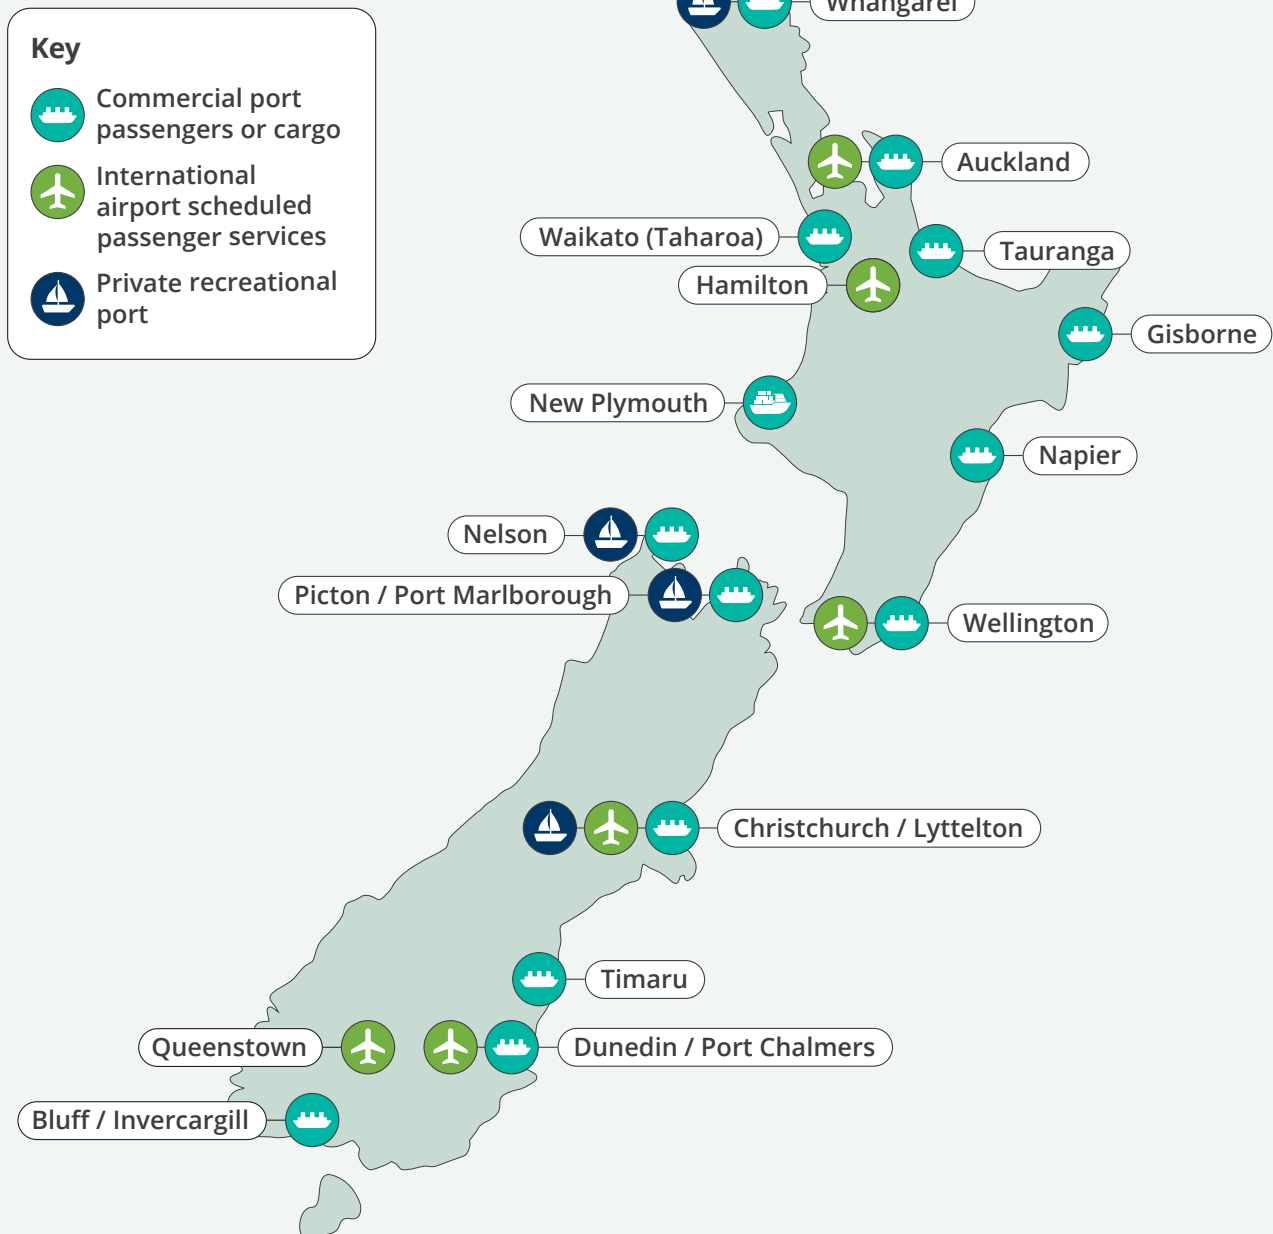 Whangarei
Key
Commercial port
passengers or cargo
International
airport scheduled
passenger services
Private recreational
port
Auckland
Waikato (Taharoa)
Tauranga
Hamilton
Gisborne
New Plymouth
Napier
Nelson
Picton / Port Marlborough
Wellington
Christchurch / Lyttelton
Timaru
Queenstown
Dunedin / Port Chalmers
Bluff / Invercargill